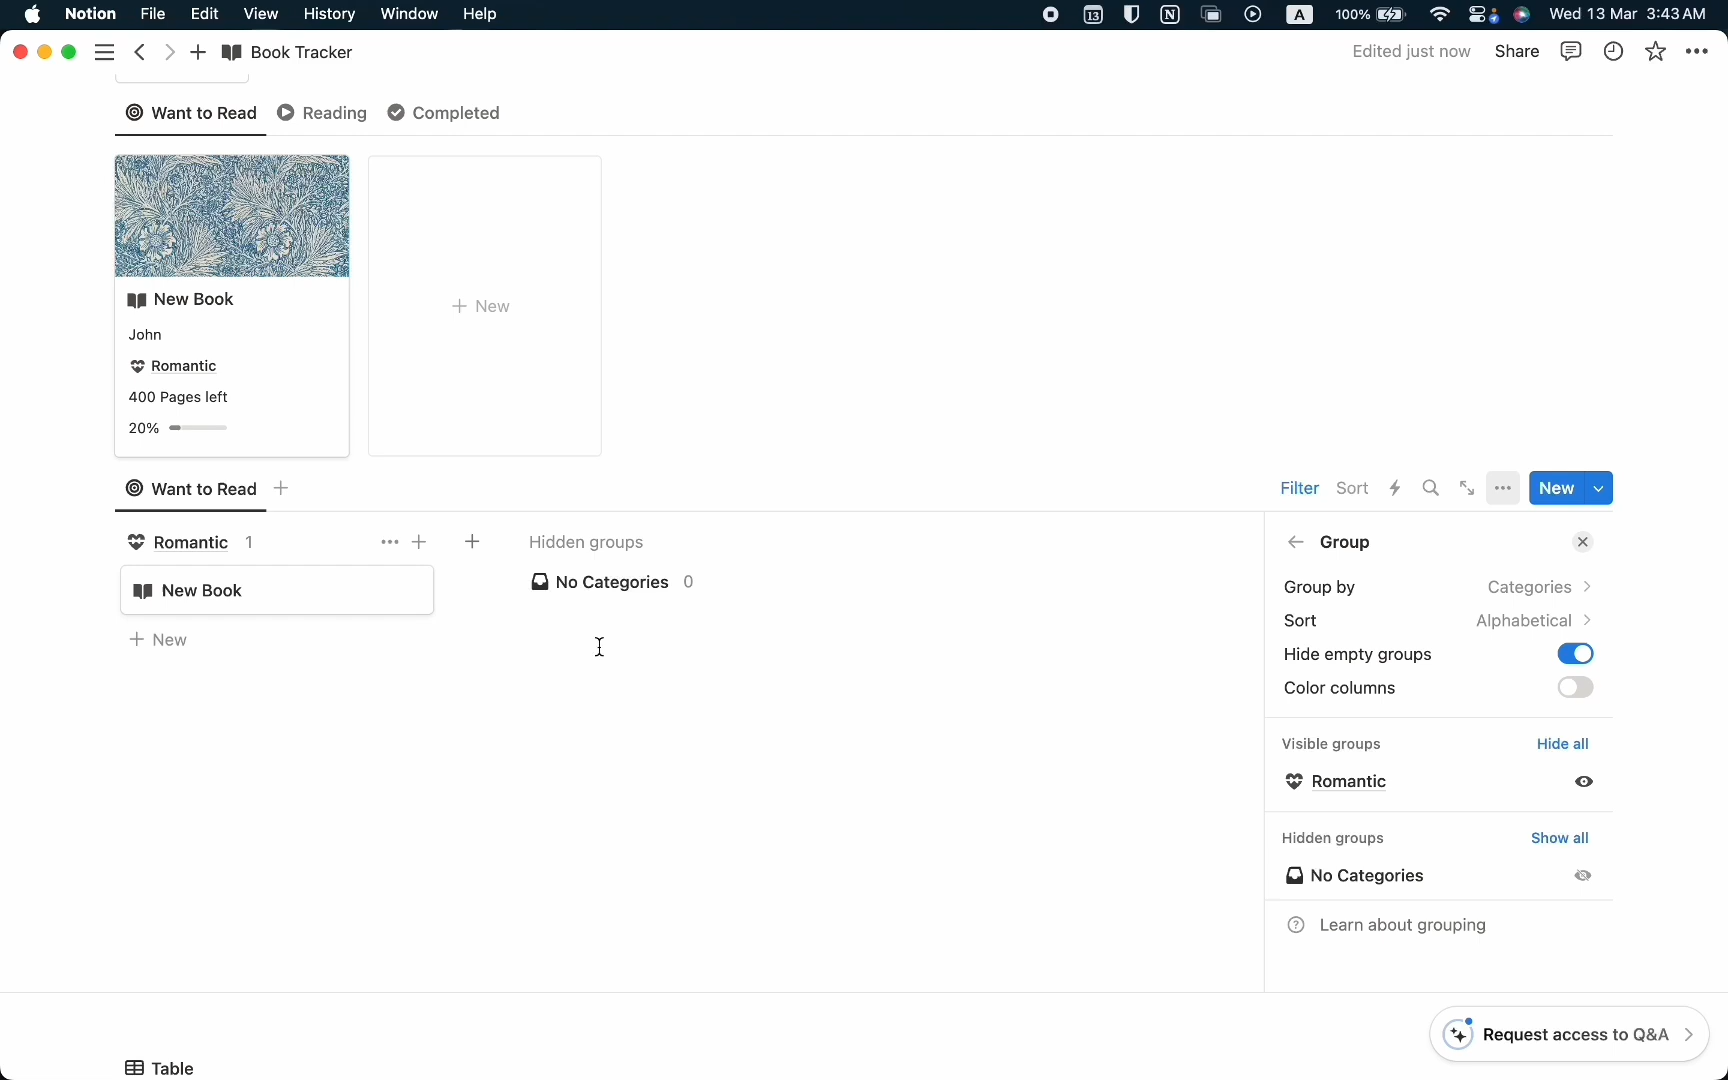 Notion File Edit View History Window Help 13 A 100% Wed 13 Mar 3:43 AM
Book Tracker Edited just now Share
Want to Read Reading Completed
New Book
John
Romantic
400 Pages left
20%
+ New
Want to Read + Filter Sort New
Romantic 1 ... + + Hidden groups
New Book
No Categories 0
+ New
Group
Group by Categories >
Sort Alphabetical >
Hide empty groups
Color columns
Visible groups Hide all
Romantic
Hidden groups Show all
No Categories
? Learn about grouping
Request access to Q&A >
Table